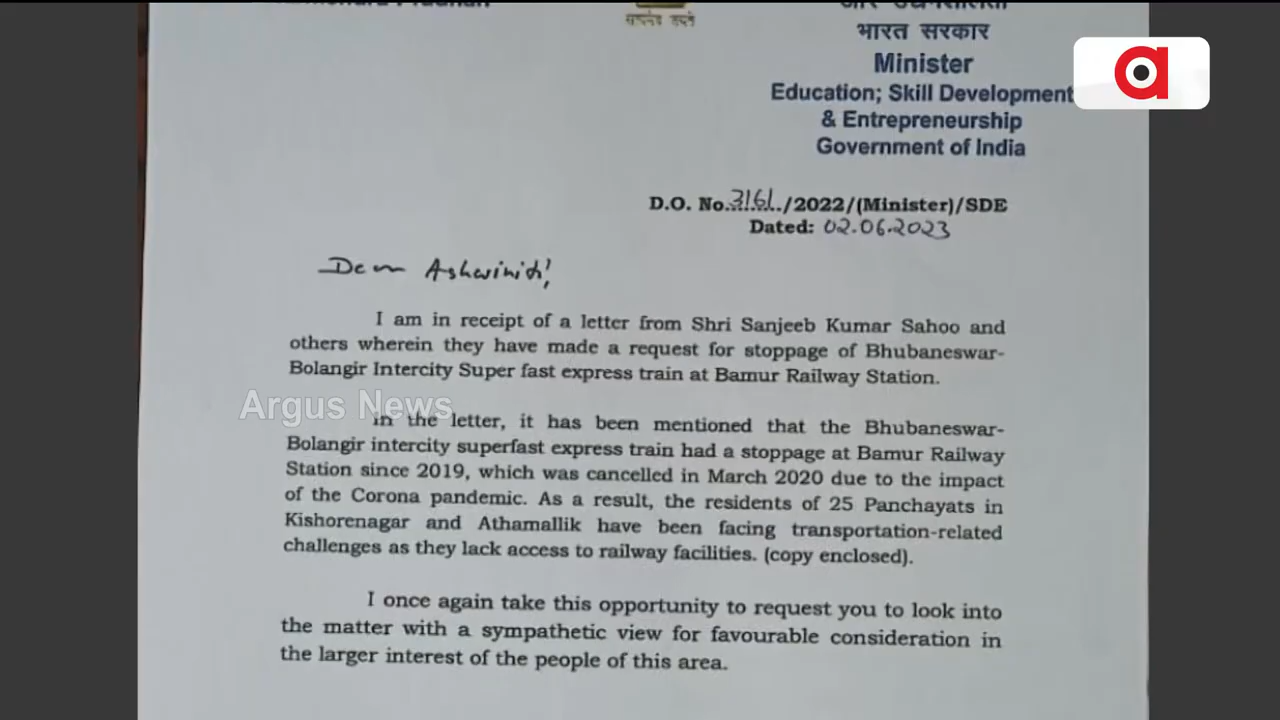 सत्यमेव जयते
भारत सरकार
Minister
Education; Skill Development
& Entrepreneurship
Government of India
a
D.O. No.3161/2022/(Minister)/SDE
Dated: 02.06.2023
Dear Ashwiniji,
I am in receipt of a letter from Shri Sanjeeb Kumar Sahoo and
others wherein they have made a request for stoppage of Bhubaneswar-
Bolangir Intercity Super fast express train at Bamur Railway Station.
Argus News
In the letter, it has been mentioned that the Bhubaneswar-
Bolangir intercity superfast express train had a stoppage at Bamur Railway
Station since 2019, which was cancelled in March 2020 due to the impact
of the Corona pandemic. As a result, the residents of 25 Panchayats in
Kishorenagar and Athamallik have been facing transportation-related
challenges as they lack access to railway facilities. (copy enclosed).
I once again take this opportunity to request you to look into
the matter with a sympathetic view for favourable consideration in
the larger interest of the people of this area.